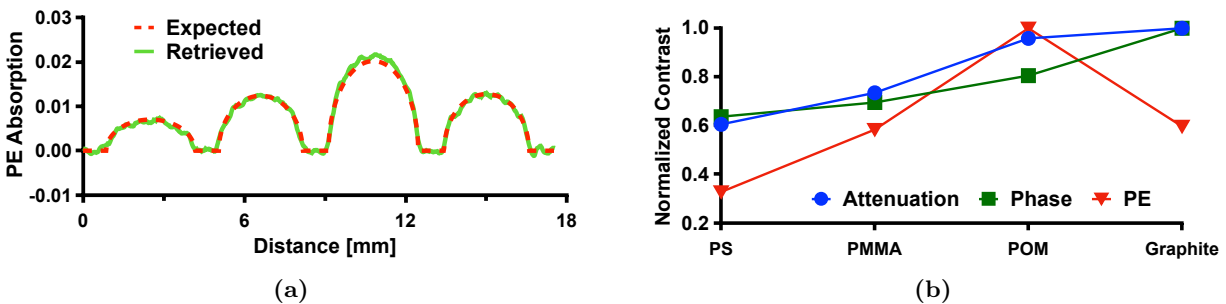 0.03
0.02
0.01
0.00
-0.01
PE Absorption
Expected
Retrieved
0
6
12
18
Distance [mm]
(a)
1.0
0.8
0.6
0.4
0.2
Normalized Contrast
Attenuation
Phase
PE
PS
PMMA
POM
Graphite
(b)